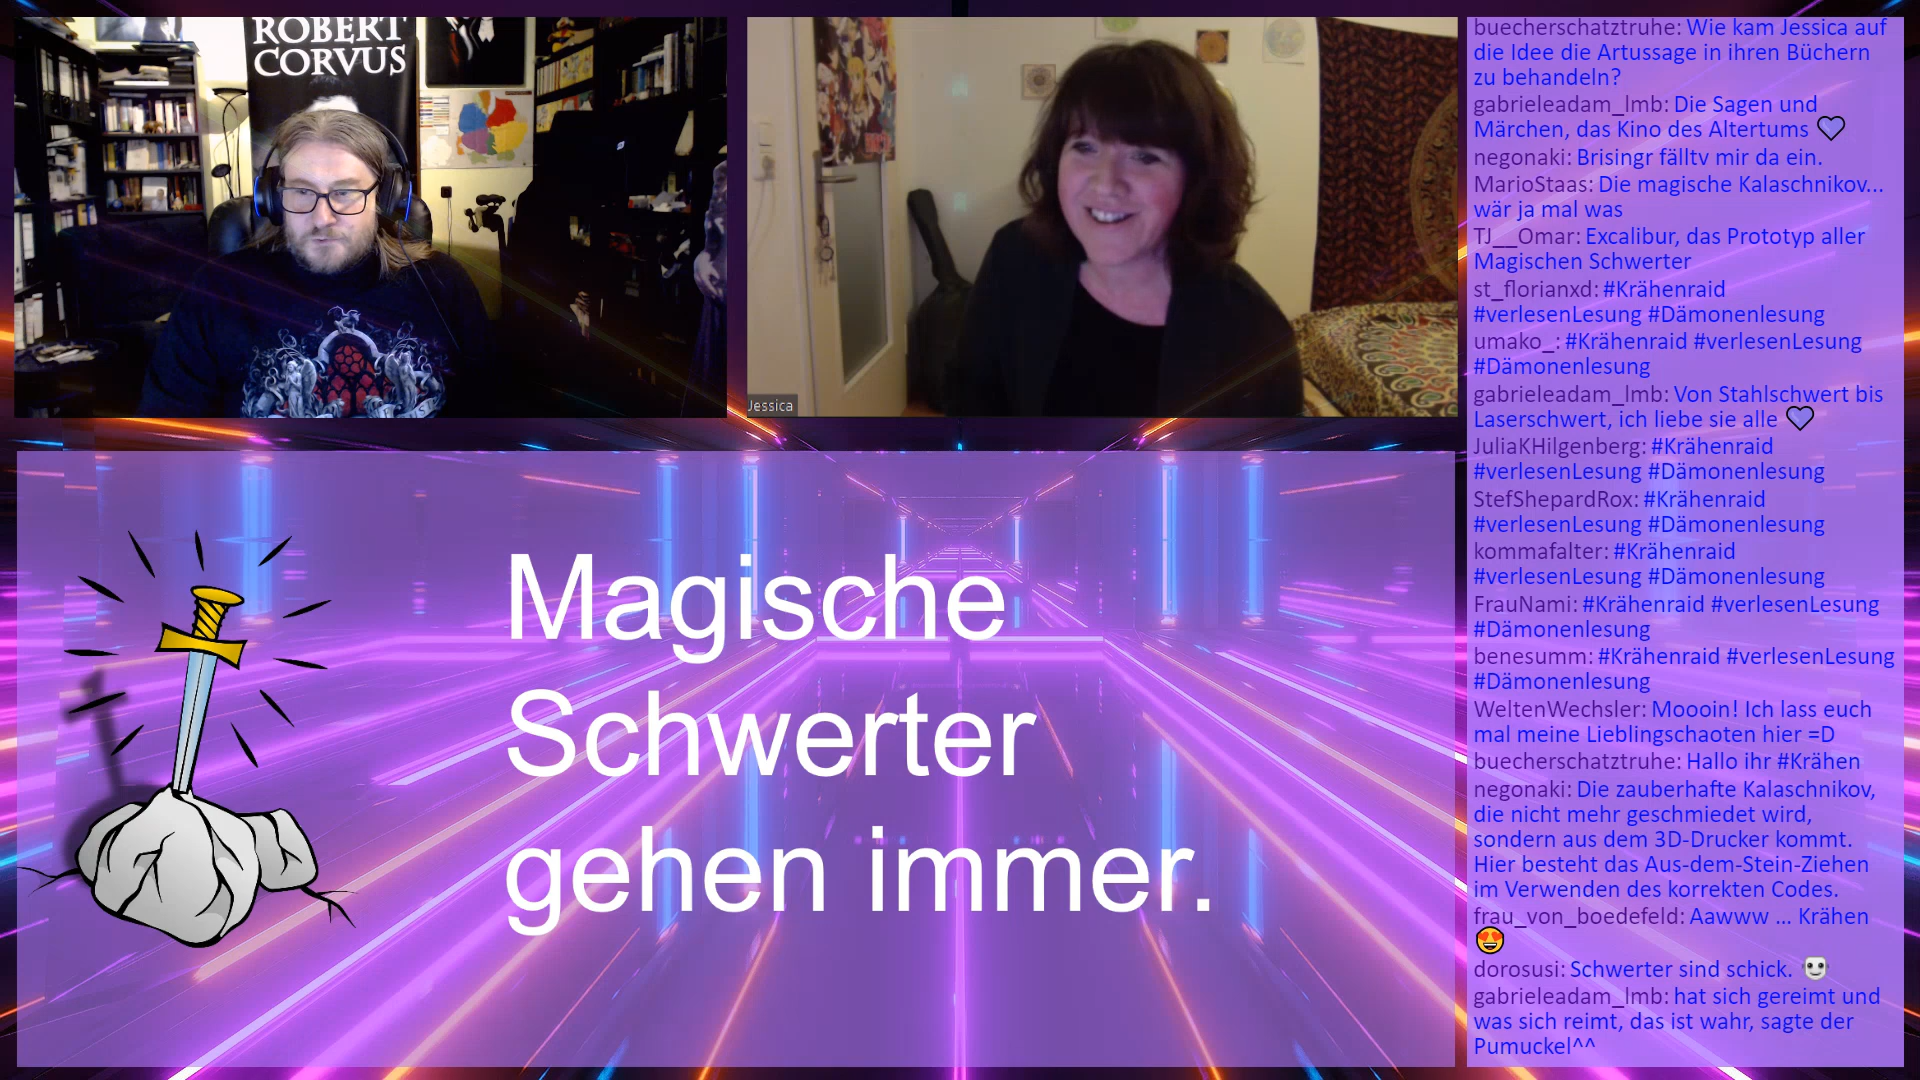 ROBERT
CORVUS
Jessica
Magische
Schwerter
gehen immer.
buecherschatztruhe: Wie kam Jessica auf
die Idee die Artussage in ihren Büchern
zu behandeln?
gabrieleadam_lmb: Die Sagen und
Märchen, das Kino des Altertums
negonaki: Brisingr fälltv mir da ein.
MarioStaas: Die magische Kalaschnikov...
wär ja mal was
TJ__Omar: Excalibur, das Prototyp aller
Magischen Schwerter
st_florianxd: #Krähenraid
#verlesenLesung #Dämonenlesung
umako_: #Krähenraid #verlesenLesung
#Dämonenlesung
gabrieleadam_lmb: Von Stahlschwert bis
Laserschwert, ich liebe sie alle
JuliaKHilgenberg: #Krähenraid
#verlesenLesung #Dämonenlesung
StefShepardRox: #Krähenraid
#verlesenLesung #Dämonenlesung
kommafalter: #Krähenraid
#verlesenLesung #Dämonenlesung
FrauNami: #Krähenraid #verlesenLesung
#Dämonenlesung
benesumm: #Krähenraid #verlesenLesung
#Dämonenlesung
WeltenWechsler: Moooin! Ich lass euch
mal meine Lieblingschaoten hier =D
buecherschatztruhe: Hallo ihr #Krähen
negonaki: Die zauberhafte Kalaschnikov,
die nicht mehr geschmiedet wird,
sondern aus dem 3D-Drucker kommt.
Hier besteht das Aus-dem-Stein-Ziehen
im Verwenden des korrekten Codes.
frau_von_boedefeld: Aawww ... Krähen
😍
dorosusi: Schwerter sind schick.
gabrieleadam_lmb: hat sich gereimt und
was sich reimt, das ist wahr, sagte der
Pumuckel^^